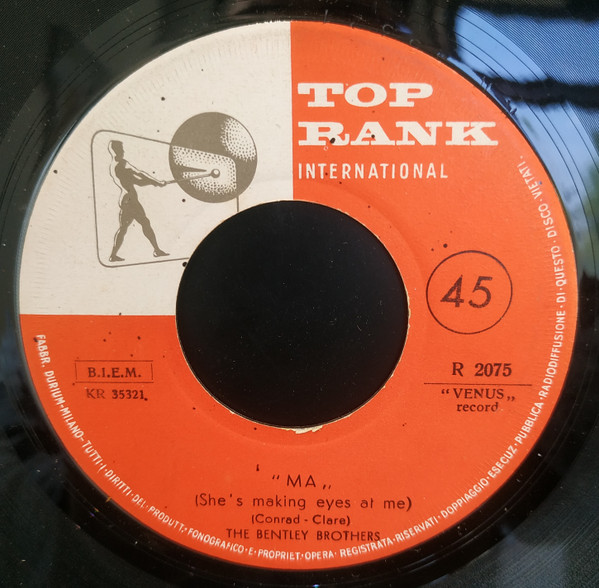 TOP
RANK
INTERNATIONAL
45
B.I.E.M.
KR 35321
R 2075
"VENUS„
record
"MA„
(She's making eyes at me)
(Conrad - Clare)
THE BENTLEY BROTHERS
FABBR. DURIUM-MILANO-TUTTI·I·DIRITTI·DEL·PRODUTT·FONOGRAFICO·E·PROPRIET·OPERA·REGISTRATA·RISERVATI·DOPPIAGGIO·ESECUZ·PUBBLICA·RADIODIFFUSIONE·DI·QUESTO·DISCO·VIETATI.